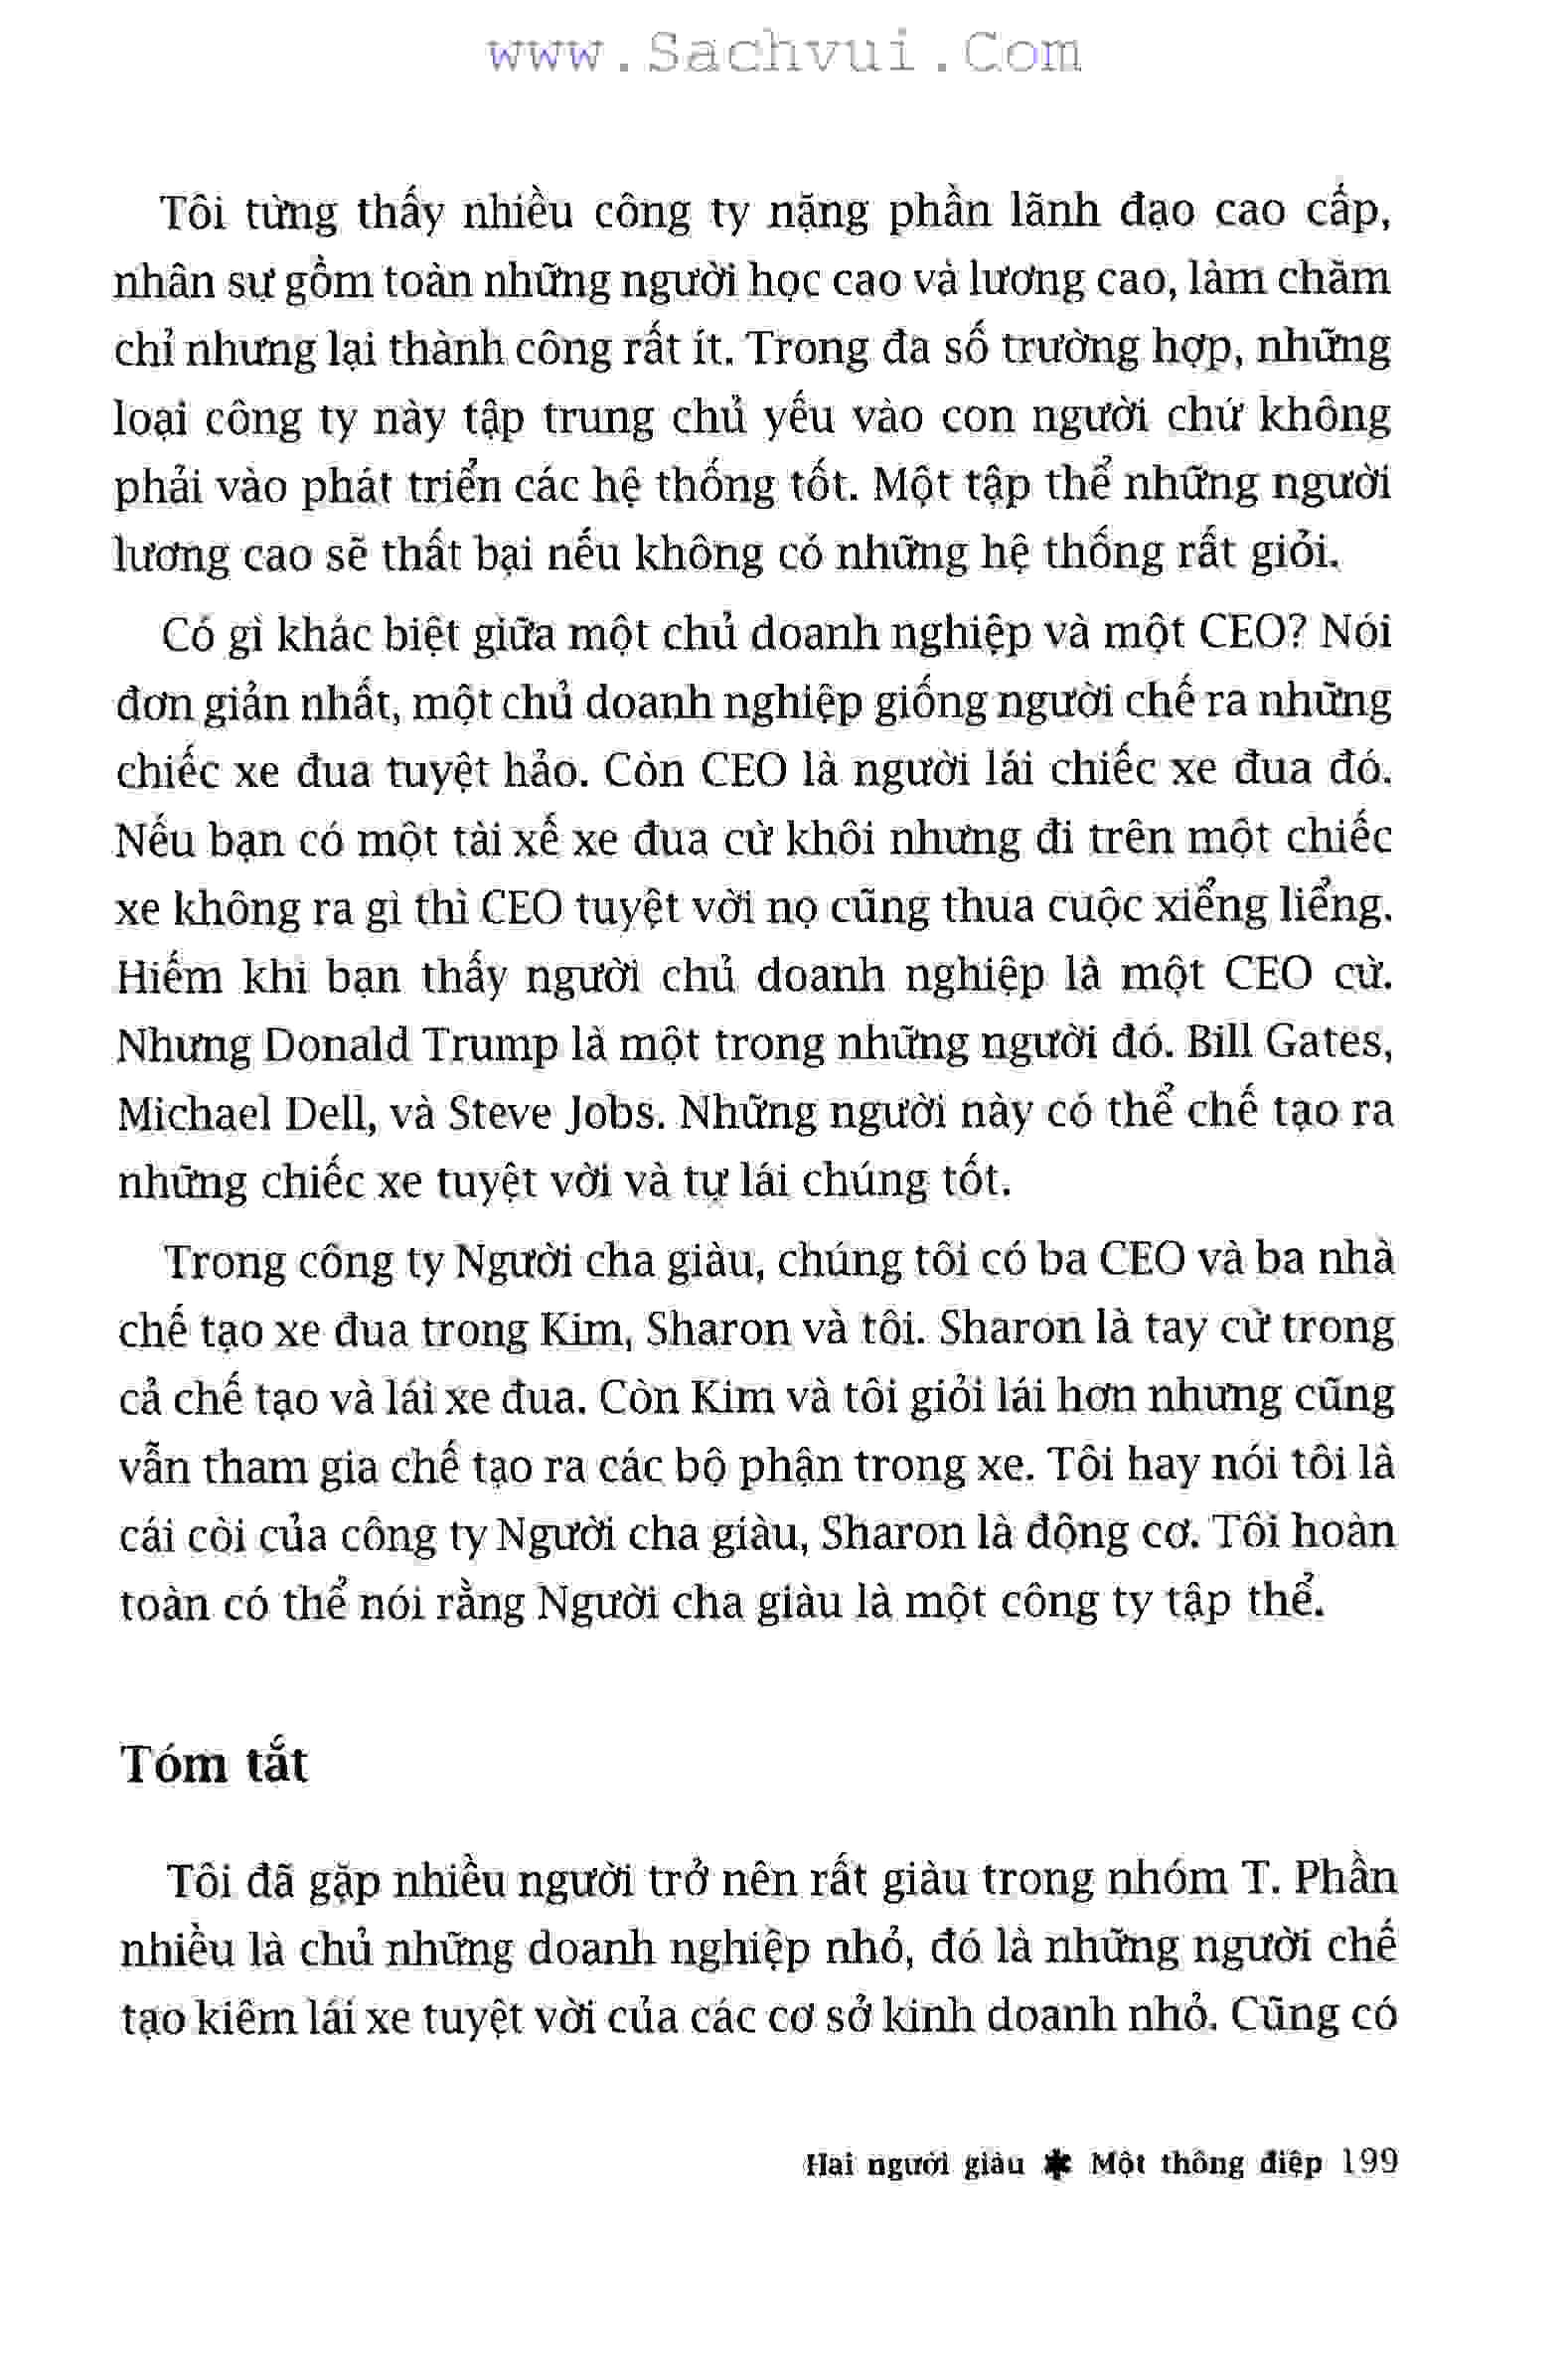 www.Sachvui.Com
Tôi từng thấy nhiều công ty nặng phần lãnh đạo cao cấp,
nhân sự gồm toàn những người học cao và lương cao, làm chăm
chỉ nhưng lại thành công rất ít. Trong đa số trường hợp, những
loại công ty này tập trung chủ yếu vào con người chứ không
phải vào phát triển các hệ thống tốt. Một tập thể những người
lương cao sẽ thất bại nếu không có những hệ thống rất giỏi.
Có gì khác biệt giữa một chủ doanh nghiệp và một CEO? Nói
đơn giản nhất, một chủ doanh nghiệp giống người chế ra những
chiếc xe đua tuyệt hảo. Còn CEO là người lái chiếc xe đua đó.
Nếu bạn có một tài xế xe đua cừ khôi nhưng đi trên một chiếc
xe không ra gì thì CEO tuyệt vời nọ cũng thua cuộc xiểng liểng.
Hiếm khi bạn thấy người chủ doanh nghiệp là một CEO cừ.
Nhưng Donald Trump là một trong những người đó. Bill Gates,
Michael Dell, và Steve Jobs. Những người này có thể chế tạo ra
những chiếc xe tuyệt vời và tự lái chúng tốt.
Trong công ty Người cha giàu, chúng tôi có ba CEO và ba nhà
chế tạo xe đua trong Kim, Sharon và tôi. Sharon là tay cừ trong
cả chế tạo và lái xe đua. Còn Kim và tôi giỏi lái hơn nhưng cũng
vẫn tham gia chế tạo ra các bộ phận trong xe. Tôi hay nói tôi là
cái còi của công ty Người cha giàu, Sharon là động cơ. Tôi hoàn
toàn có thể nói rằng Người cha giàu là một công ty tập thể.
Tóm tắt
Tôi đã gặp nhiều người trở nên rất giàu trong nhóm T. Phần
nhiều là chủ những doanh nghiệp nhỏ, đó là những người chế
tạo kiêm lái xe tuyệt vời của các cơ sở kinh doanh nhỏ. Cũng có
Hai người giàu ✱ Một thông điệp 199